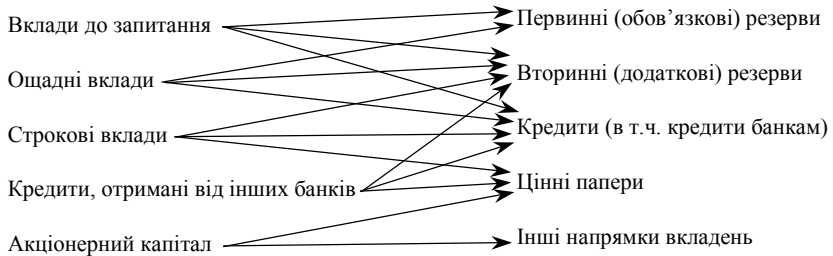 Вклади до запитання
Ощадні вклади
Строкові вклади
Кредити, отримані від інших банків
Акціонерний капітал
Первинні (обов’язкові) резерви
Вторинні (додаткові) резерви
Кредити (в т.ч. кредити банкам)
Цінні папери
Інші напрямки вкладень